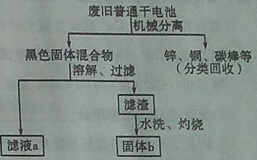 废旧普通干电池
机械分离
黑色固体混合物
锌、铜、碳棒等
(分类回收)
溶解、过滤
滤渣
水洗、灼烧
滤液a
固体b